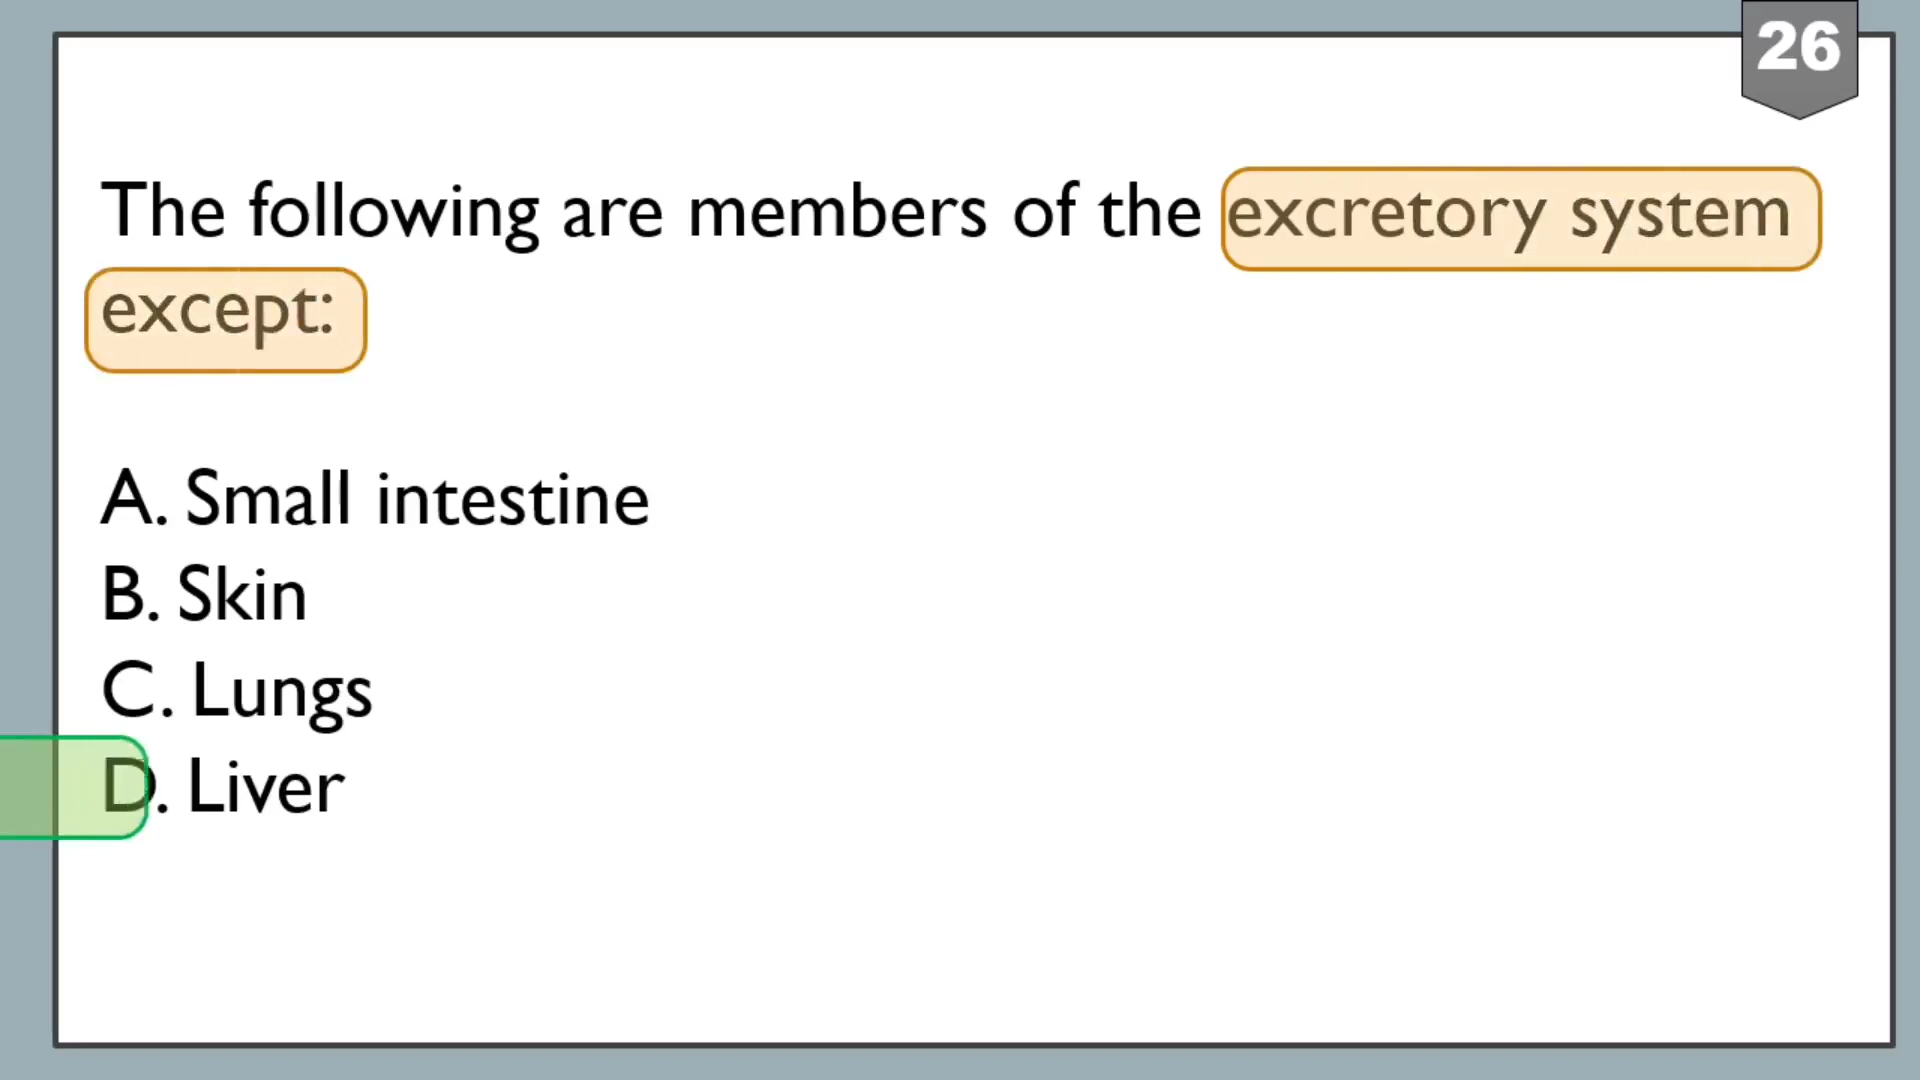 26
The following are members of the excretory system
except:
A. Small intestine
B. Skin
C. Lungs
D. Liver